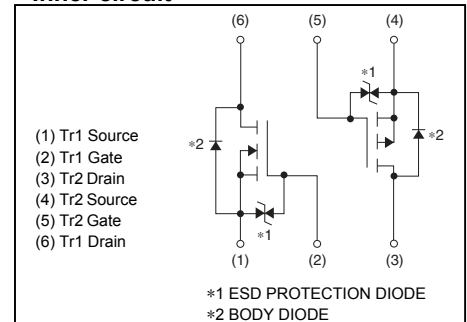 Inner circuit
(6) (5) (4)
∗1
(1) Tr1 Source
(2) Tr1 Gate
(3) Tr2 Drain
(4) Tr2 Source
(5) Tr2 Gate
(6) Tr1 Drain
∗2
∗2
∗1
(1) (2) (3)
∗1 ESD PROTECTION DIODE
∗2 BODY DIODE